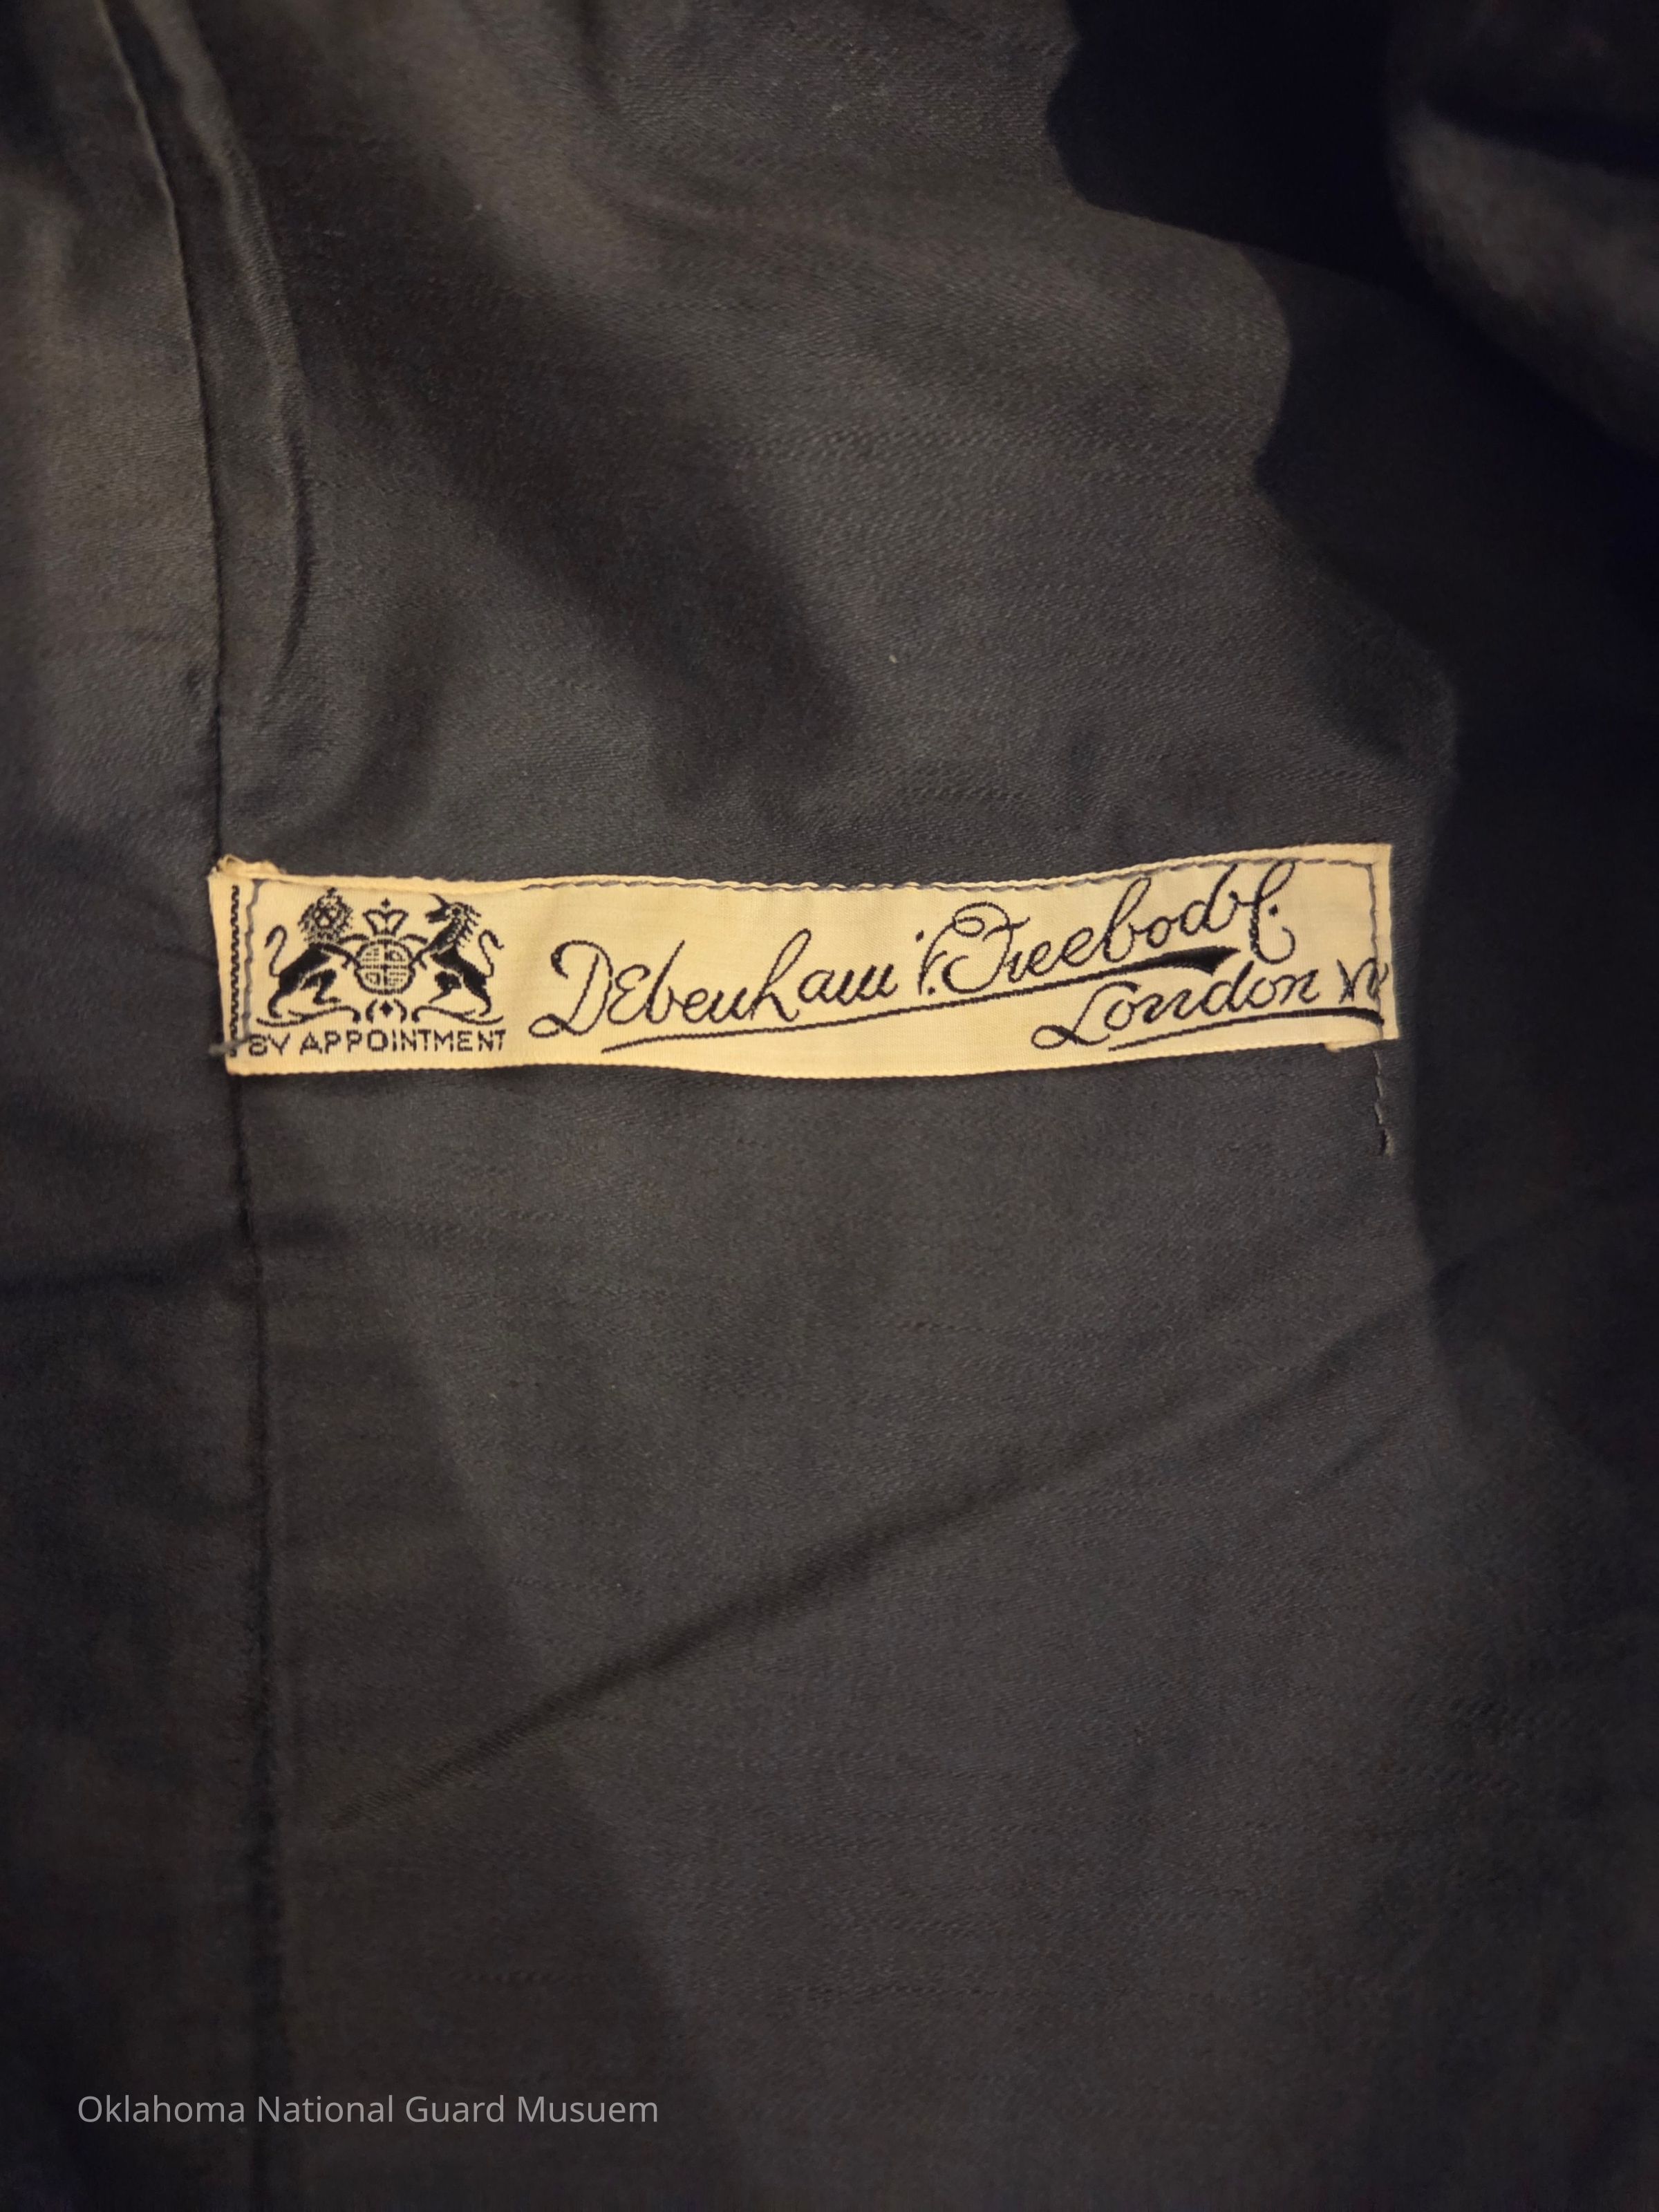 BY APPOINTMENT
Debenham & Freebody.
London W
Oklahoma National Guard Musuem